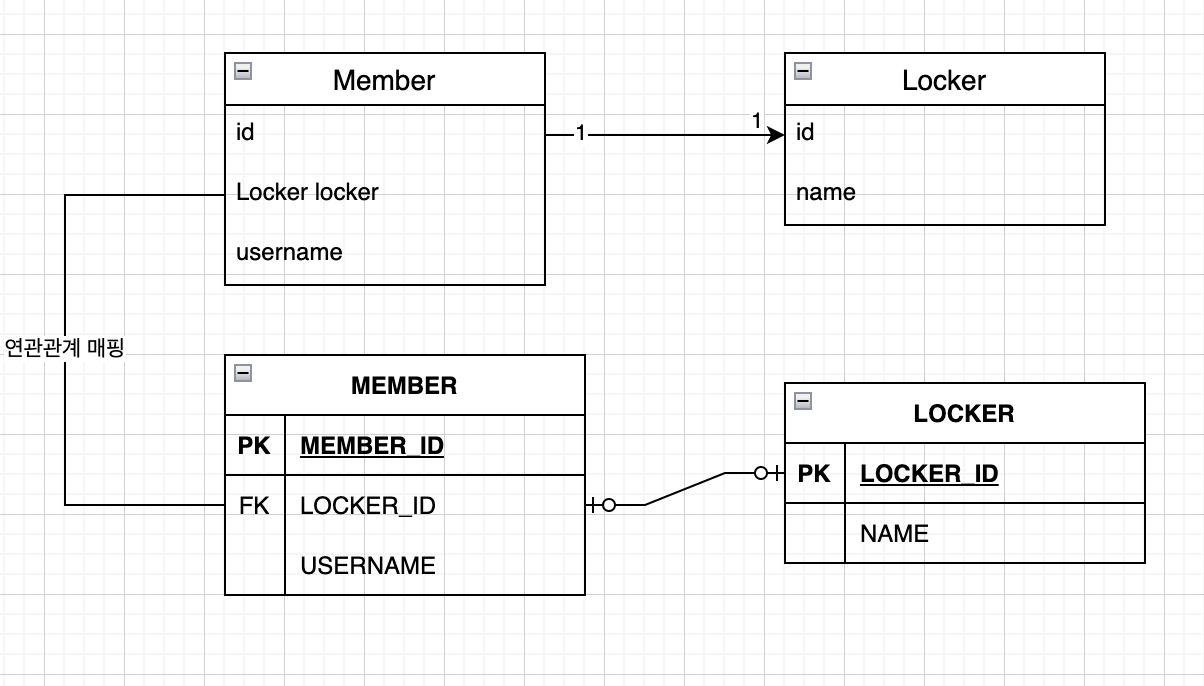 Member
id
Locker locker
username
1
1
Locker
id
name
연관관계 매핑
MEMBER
PK MEMBER_ID
FK LOCKER_ID
USERNAME
LOCKER
PK LOCKER_ID
NAME